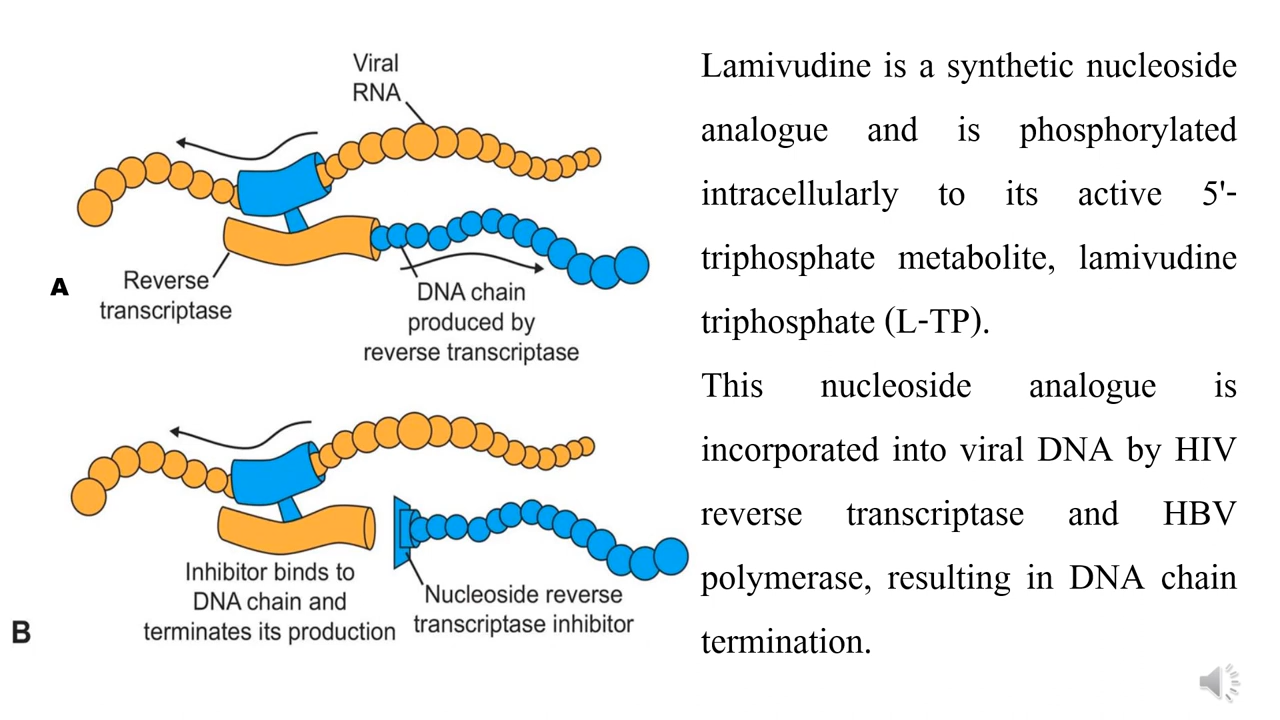 Viral
RNA
Reverse
transcriptase
A
DNA chain
produced by
reverse transcriptase
Inhibitor binds to
DNA chain and
terminates its production
B
Nucleoside reverse
transcriptase inhibitor
Lamivudine is a synthetic nucleoside
analogue and is phosphorylated
intracellularly to its active 5'-
triphosphate metabolite, lamivudine
triphosphate (L-TP).
This nucleoside analogue is
incorporated into viral DNA by HIV
reverse transcriptase and HBV
polymerase, resulting in DNA chain
termination.